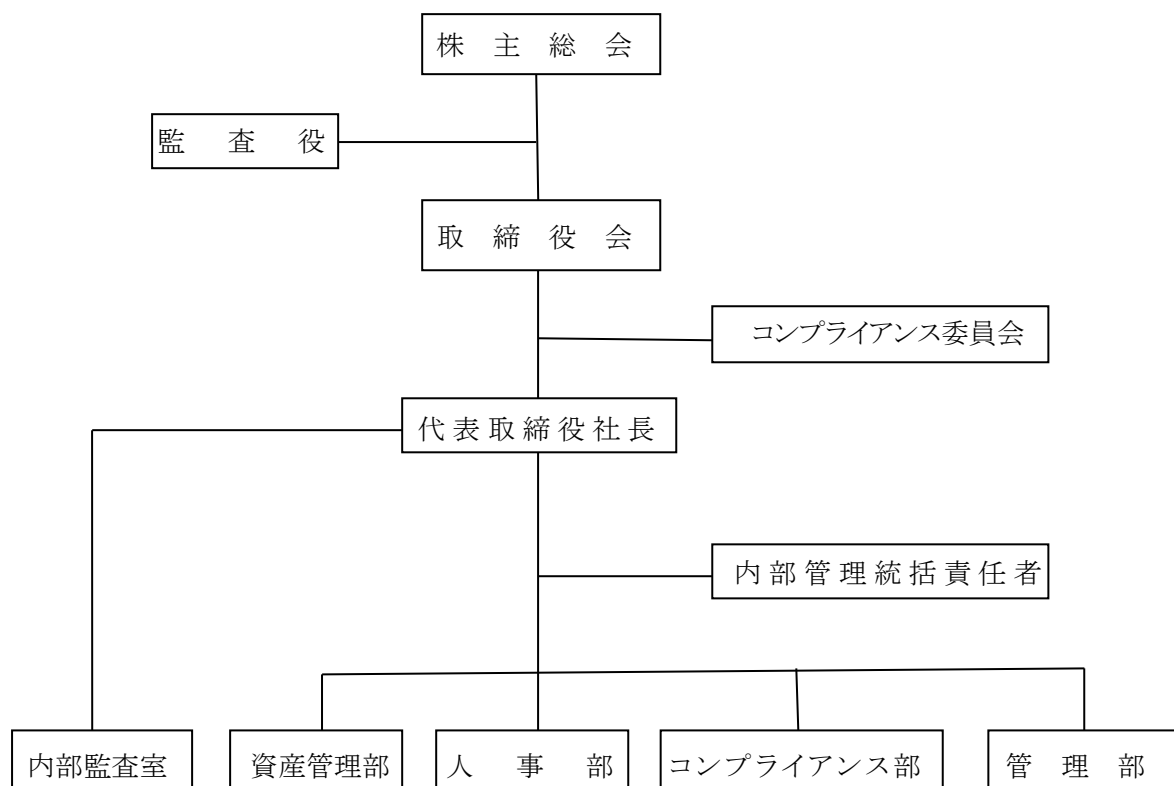 株主総会
監査役
取締役会
コンプライアンス委員会
代表取締役社長
内部管理統括責任者
内部監査室
資産管理部
人事部
コンプライアンス部
管理部